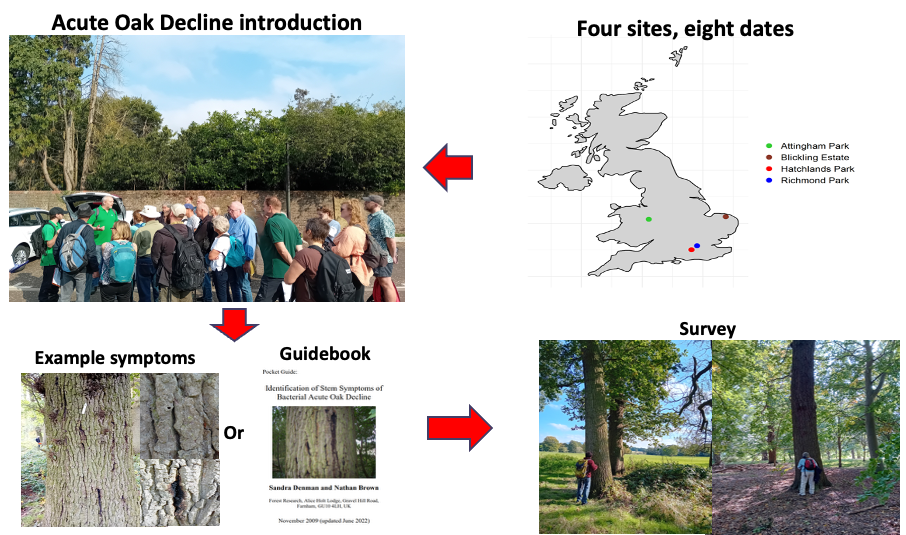 Acute Oak Decline introduction
Four sites, eight dates
Attingham Park
Blickling Estate
Hatchlands Park
Richmond Park
Example symptoms
Or
Guidebook
Pocket Guide:
Identification of Stem Symptoms of
Bacterial Acute Oak Decline
Sandra Denman and Nathan Brown
Forest Research, Alice Holt Lodge, Gravel Hill Road,
Farnham, GU10 4LH, UK
November 2009 (updated June 2022)
Survey